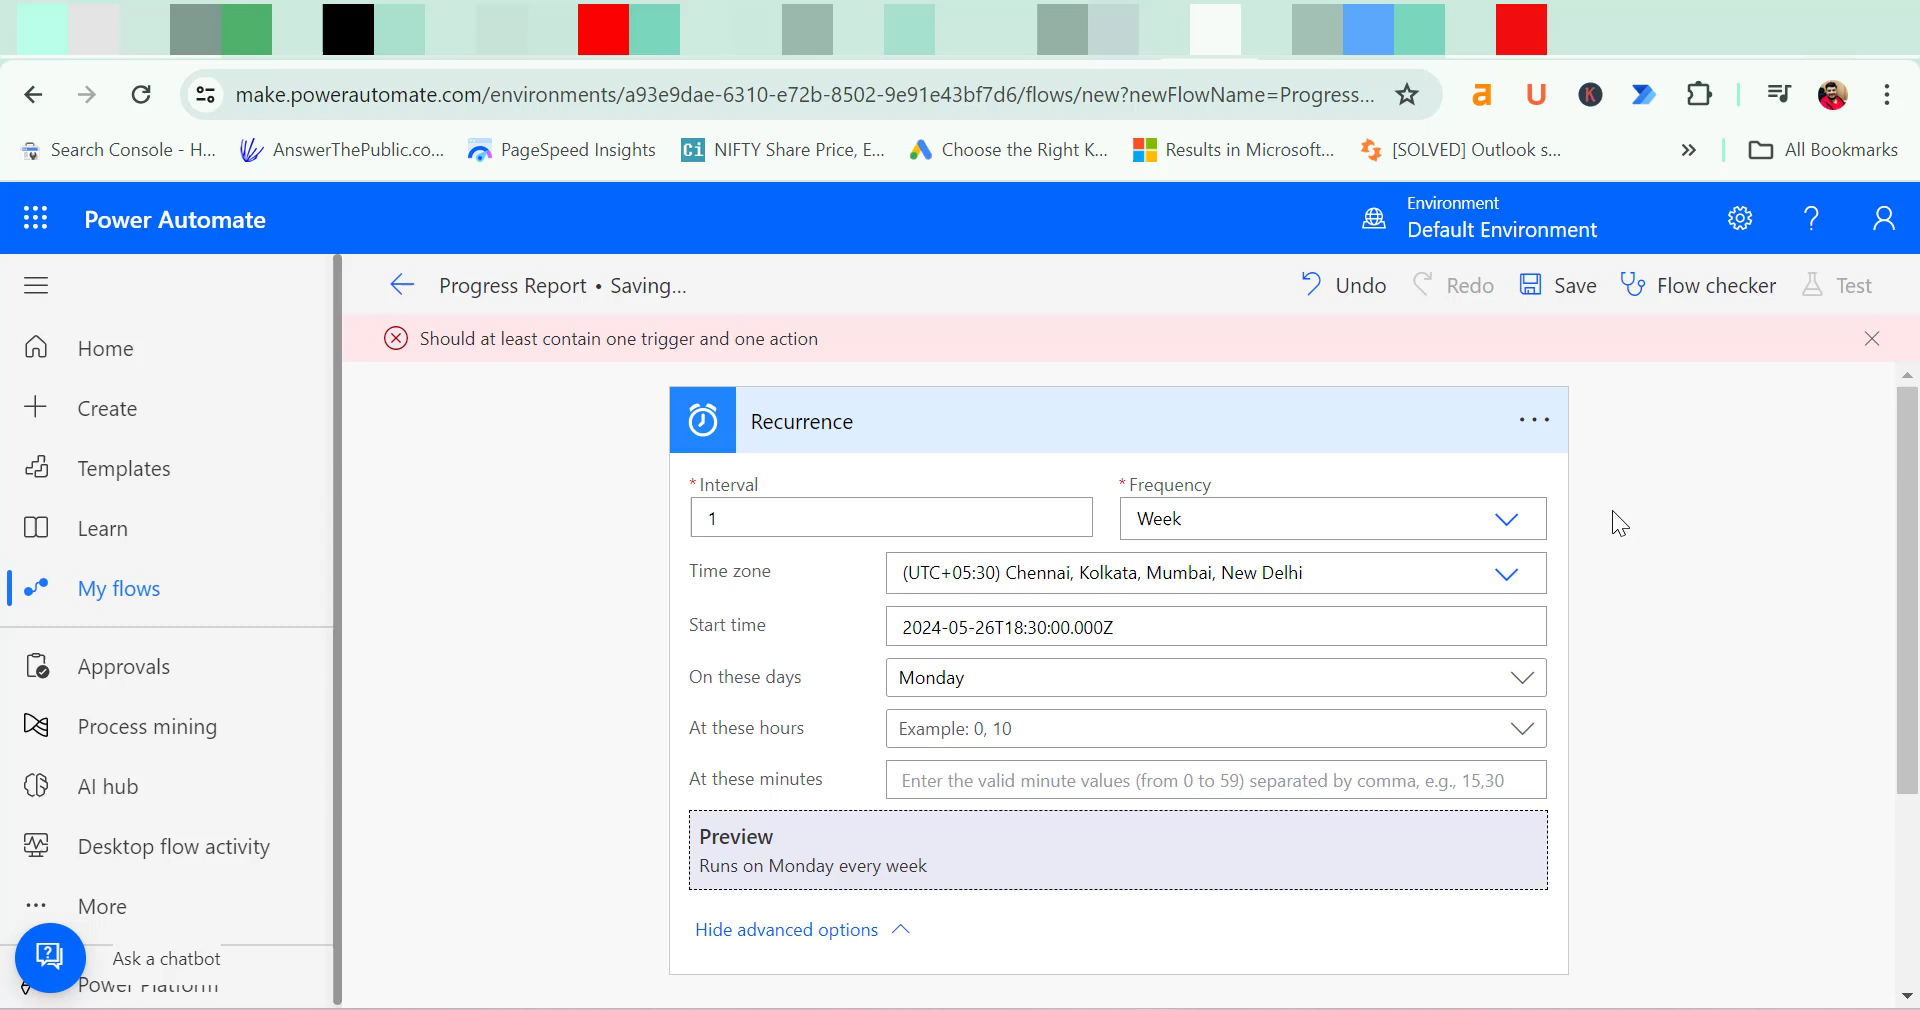 make.powerautomate.com/environments/a93e9dae-6310-e72b-8502-9e91e43bf7d6/flows/new?newFlowName=Progress...
Search Console - H...
AnswerThePublic.co...
PageSpeed Insights
Ci NIFTY Share Price, E...
Choose the Right K...
Results in Microsoft...
[SOLVED] Outlook s...
All Bookmarks
Power Automate
Environment
Default Environment
Progress Report • Saving...
Undo
Redo
Save
Flow checker
Test
Should at least contain one trigger and one action
Home
Create
Templates
Learn
My flows
Approvals
Process mining
AI hub
Desktop flow activity
More
Ask a chatbot
Power Platform
Recurrence
* Interval
1
* Frequency
Week
Time zone
(UTC+05:30) Chennai, Kolkata, Mumbai, New Delhi
Start time
2024-05-26T18:30:00.000Z
On these days
Monday
At these hours
Example: 0, 10
At these minutes
Enter the valid minute values (from 0 to 59) separated by comma, e.g., 15,30
Preview
Runs on Monday every week
Hide advanced options